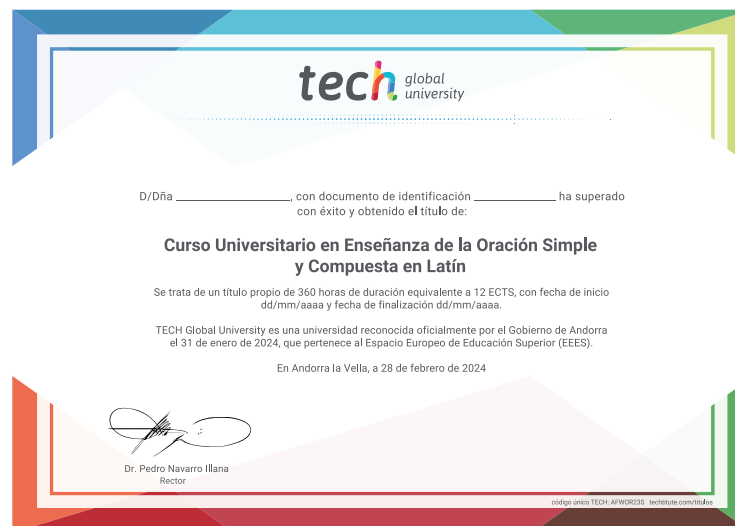 tech global
university
D/Dña ____________________, con documento de identificación ______________ ha superado
con éxito y obtenido el título de:
Curso Universitario en Enseñanza de la Oración Simple
y Compuesta en Latín
Se trata de un título propio de 360 horas de duración equivalente a 12 ECTS, con fecha de inicio
dd/mm/aaaa y fecha de finalización dd/mm/aaaa.
TECH Global University es una universidad reconocida oficialmente por el Gobierno de Andorra
el 31 de enero de 2024, que pertenece al Espacio Europeo de Educación Superior (EEES).
En Andorra la Vella, a 28 de febrero de 2024
Dr. Pedro Navarro Illana
Rector
código único TECH: AFWOR23S techtitute.com/titulos